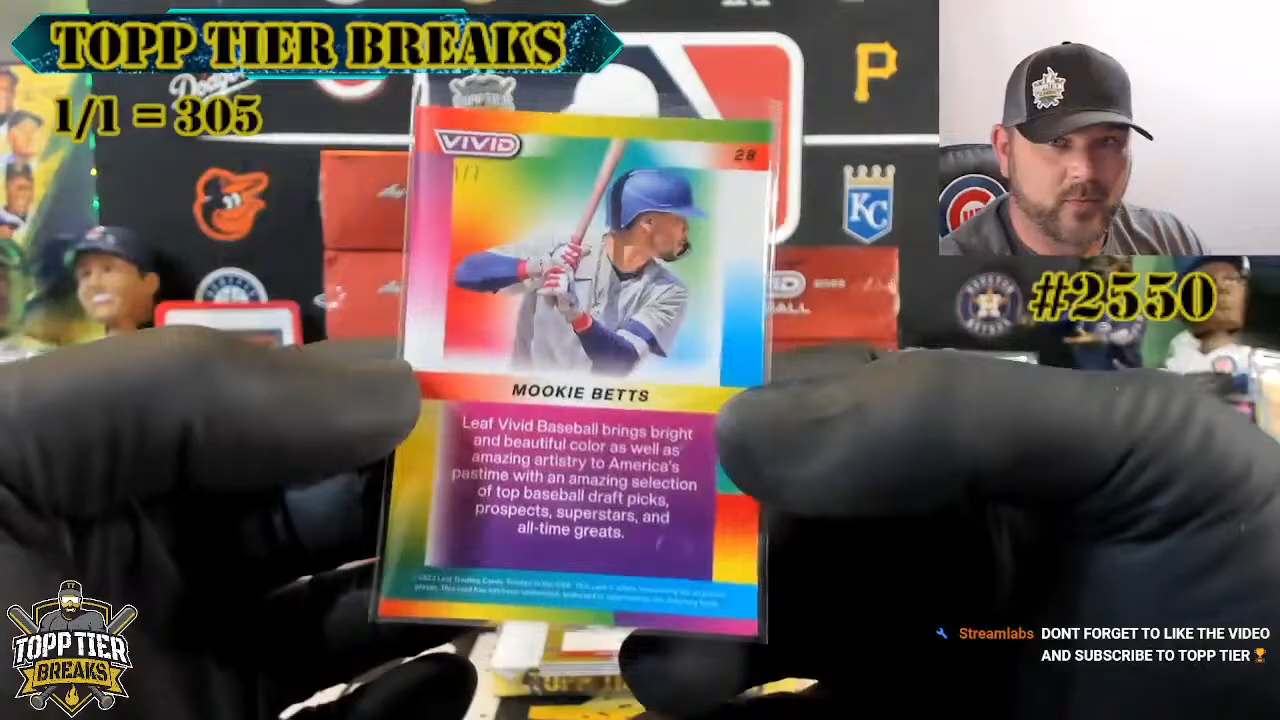 TOPP TIER BREAKS
1/1 = 305
Dodgers
P
KC
#2550
VIVID
28
1/1
MOOKIE BETTS
Leaf Vivid Baseball brings bright
and beautiful color as well as
amazing artistry to America's
pastime with an amazing selection
of top baseball draft picks,
prospects, superstars, and
all-time greats.
TOPP TIER
BREAKS
Streamlabs DONT FORGET TO LIKE THE VIDEO
AND SUBSCRIBE TO TOPP TIER